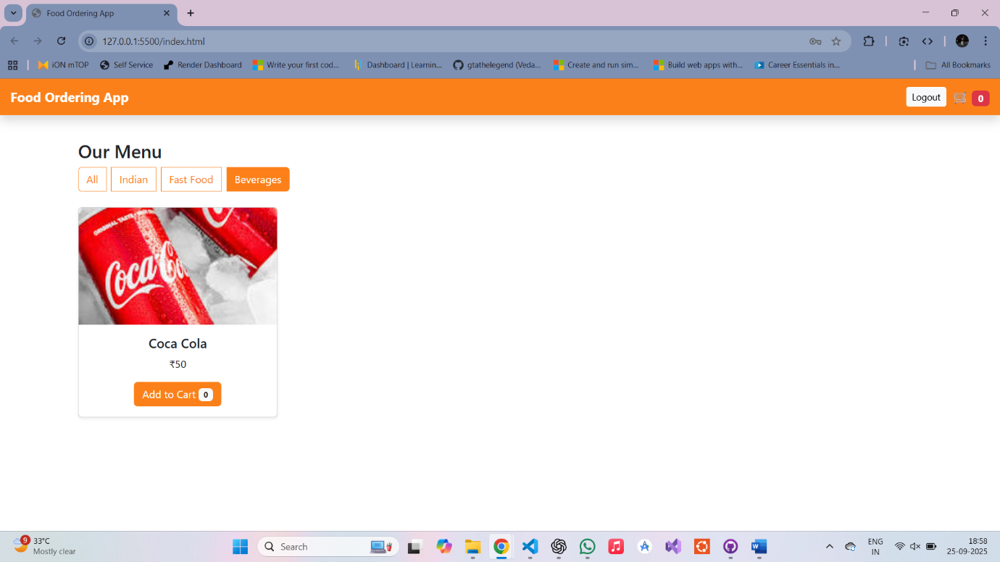 Food Ordering App
127.0.0.1:5500/index.html
iON mTOP Self Service Render Dashboard Write your first cod... Dashboard | Learnin... gtathelegend (Veda... Create and run sim... Build web apps with... Career Essentials in... All Bookmarks
Food Ordering App Logout 0
Our Menu
All Indian Fast Food Beverages
ORIGINAL TASTE
Coca Co
Coca Cola
₹50
Add to Cart 0
9 33°C
Mostly clear
Search
ENG
IN
18:58
25-09-2025